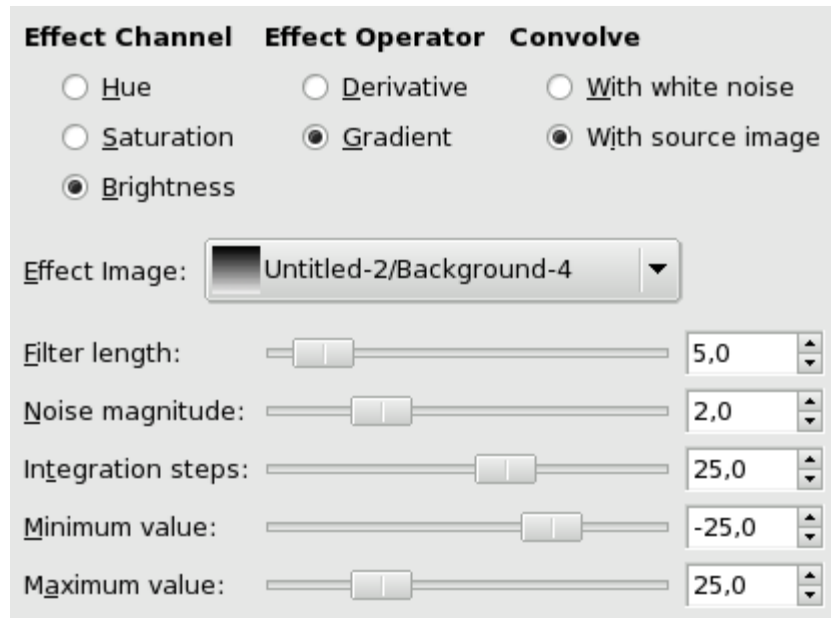 Effect Channel Effect Operator Convolve
Hue Derivative With white noise
Saturation Gradient With source image
Brightness
Effect Image: Untitled-2/Background-4
Filter length: 5,0
Noise magnitude: 2,0
Integration steps: 25,0
Minimum value: -25,0
Maximum value: 25,0